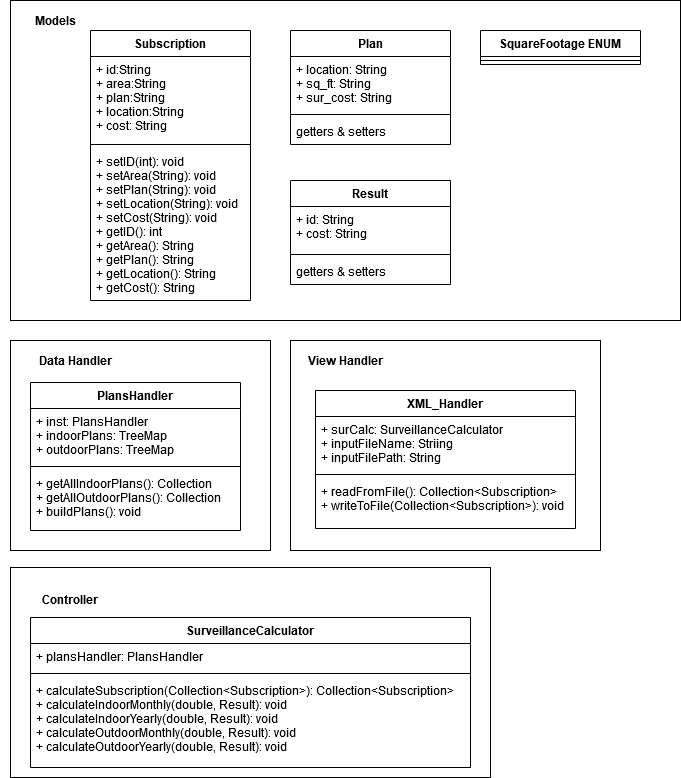 Models
Subscription
+ id:String
+ area:String
+ plan:String
+ location:String
+ cost: String
+ setID(int): void
+ setArea(String): void
+ setPlan(String): void
+ setLocation(String): void
+ setCost(String): void
+ getID(): int
+ getArea(): String
+ getPlan(): String
+ getLocation(): String
+ getCost(): String
Plan
+ location: String
+ sq_ft: String
+ sur_cost: String
getters & setters
Result
+ id: String
+ cost: String
getters & setters
SquareFootage ENUM
Data Handler
PlansHandler
+ inst: PlansHandler
+ indoorPlans: TreeMap
+ outdoorPlans: TreeMap
+ getAllIndoorPlans(): Collection
+ getAllOutdoorPlans(): Collection
+ buildPlans(): void
View Handler
XML_Handler
+ surCalc: SurveillanceCalculator
+ inputFileName: Striing
+ inputFilePath: String
+ readFromFile(): Collection<Subscription>
+ writeToFile(Collection<Subscription>): void
Controller
SurveillanceCalculator
+ plansHandler: PlansHandler
+ calculateSubscription(Collection<Subscription>): Collection<Subscription>
+ calculateIndoorMonthly(double, Result): void
+ calculateIndoorYearly(double, Result): void
+ calculateOutdoorMonthly(double, Result): void
+ calculateOutdoorYearly(double, Result): void